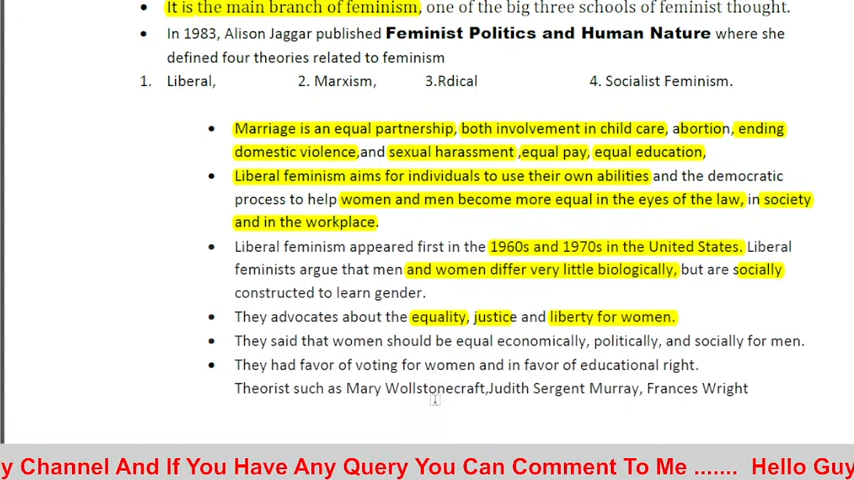 • It is the main branch of feminism, one of the big three schools of feminist thought.
• In 1983, Alison Jaggar published Feminist Politics and Human Nature where she
defined four theories related to feminism
1. Liberal, 2. Marxism, 3.Rdical 4. Socialist Feminism.
• Marriage is an equal partnership, both involvement in child care, abortion, ending
domestic violence,and sexual harassment ,equal pay, equal education,
• Liberal feminism aims for individuals to use their own abilities and the democratic
process to help women and men become more equal in the eyes of the law, in society
and in the workplace.
• Liberal feminism appeared first in the 1960s and 1970s in the United States. Liberal
feminists argue that men and women differ very little biologically, but are socially
constructed to learn gender.
• They advocates about the equality, justice and liberty for women.
• They said that women should be equal economically, politically, and socially for men.
• They had favor of voting for women and in favor of educational right.
Theorist such as Mary Wollstonecraft,Judith Sergent Murray, Frances Wright
y Channel And If You Have Any Query You Can Comment To Me ....... Hello Guy